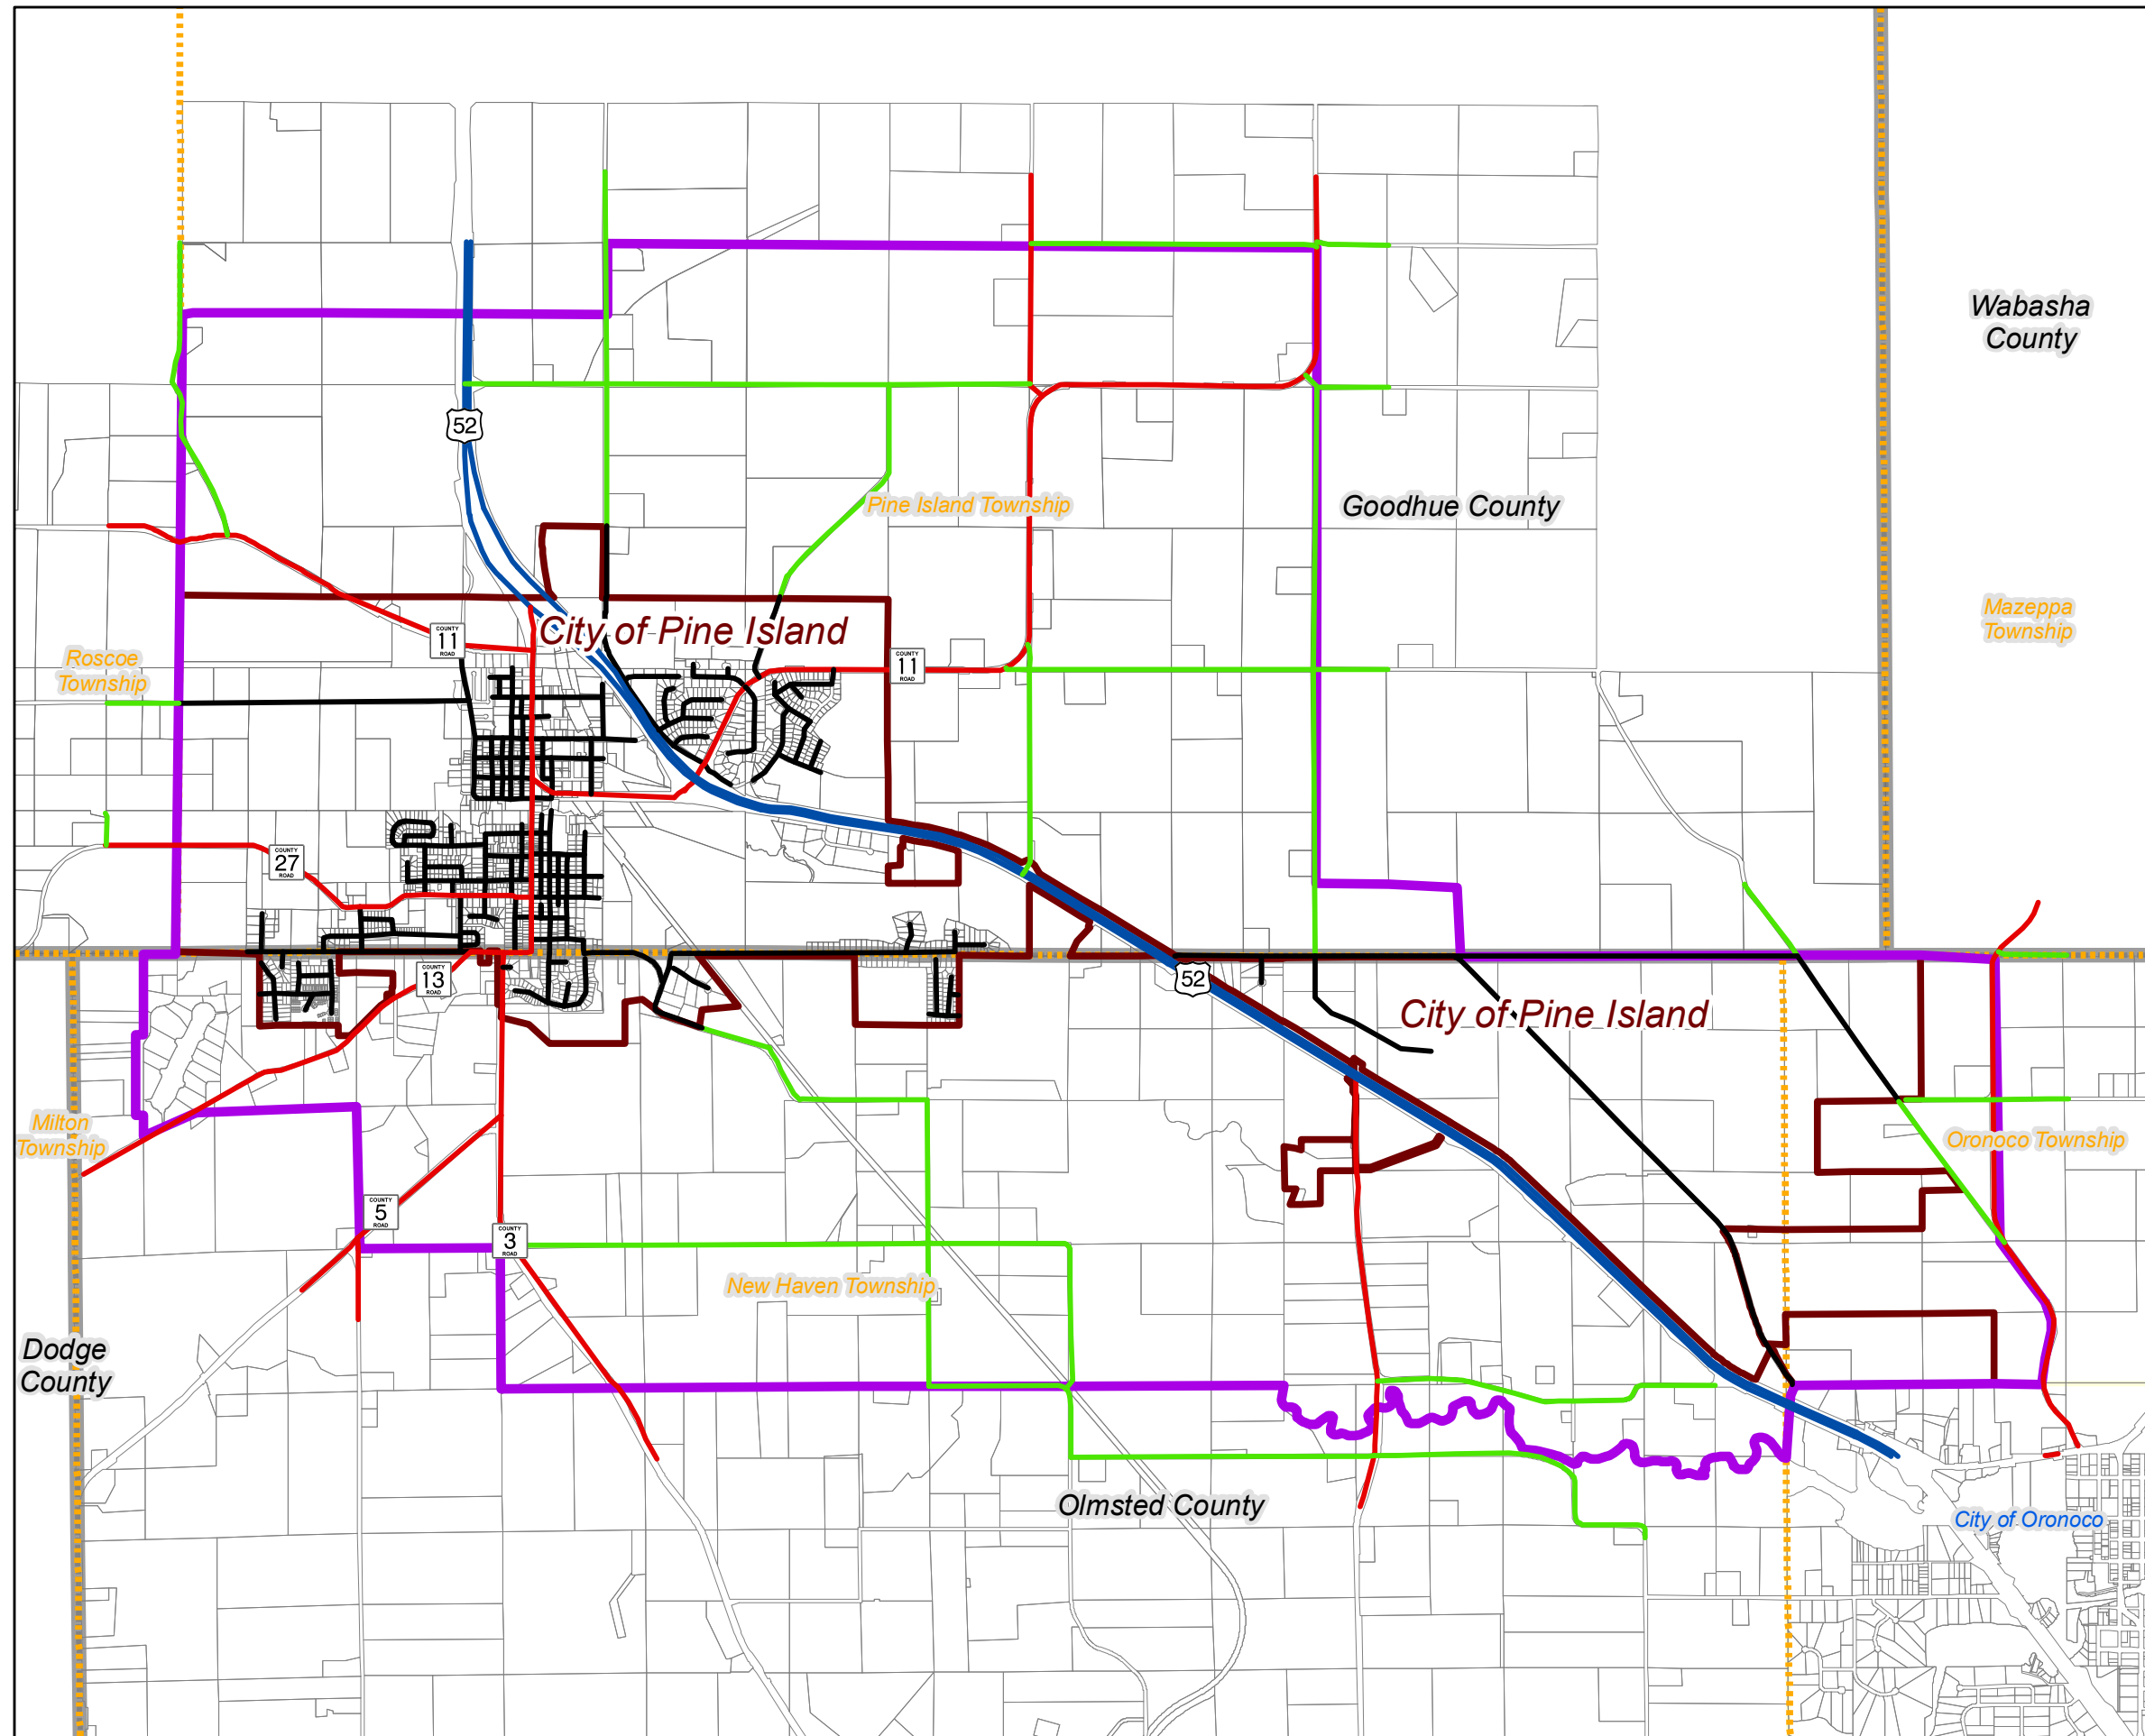 Wabasha
County
52
Pine Island Township
Goodhue County
Mazeppa
Township
City of Pine Island
COUNTY
11
ROAD
COUNTY
11
ROAD
Roscoe
Township
COUNTY
27
ROAD
COUNTY
13
ROAD
52
City of Pine Island
Milton
Township
Oronoco Township
COUNTY
5
ROAD
COUNTY
3
ROAD
New Haven Township
Dodge
County
Olmsted County
City of Oronoco